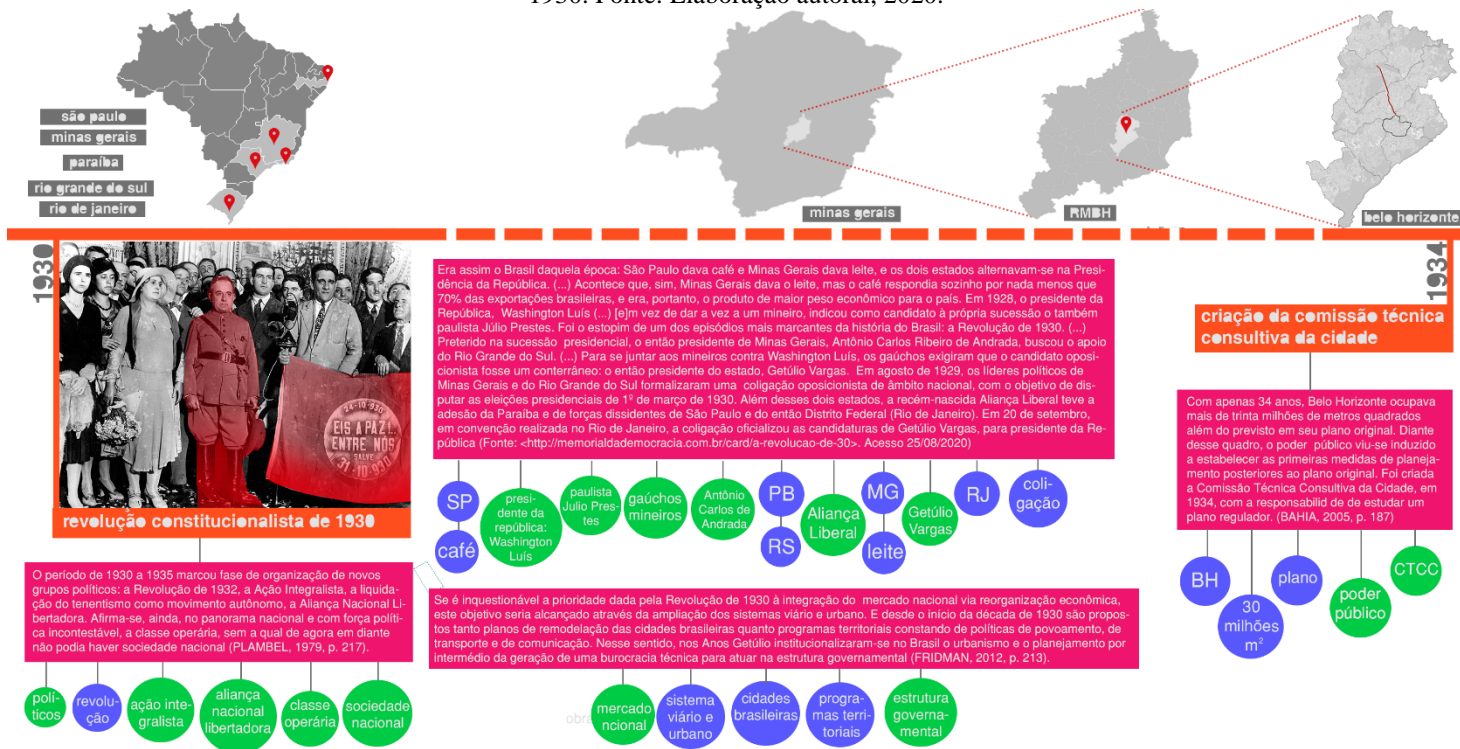 1930. Fonte: Elaboração autoral, 2020.
são paulo
minas gerais
paraíba
rio grande do sul
rio de janeiro
minas gerais
RMBH
belo horizonte
1930
24-10-930
EIS A PAZ!
ENTRE NÓS
SALVE
31-10-930
revolução constitucionalista de 1930
O período de 1930 a 1935 marcou fase de organização de novos
grupos políticos: a Revolução de 1932, a Ação Integralista, a liquida-
ção do tenentismo como movimento autônomo, a Aliança Nacional Li-
bertadora. Afirma-se, ainda, no panorama nacional e com força políti-
ca incontestável, a classe operária, sem a qual de agora em diante
não podia haver sociedade nacional (PLAMBEL, 1979, p. 217).
polí-
ticos
revolu-
ção
ação inte-
gralista
aliança
nacional
libertadora
classe
operária
sociedade
nacional
Era assim o Brasil daquela época: São Paulo dava café e Minas Gerais dava leite, e os dois estados alternavam-se na Presi-
dência da República. (...) Acontece que, sim, Minas Gerais dava o leite, mas o café respondia sozinho por nada menos que
70% das exportações brasileiras, e era, portanto, o produto de maior peso econômico para o país. Em 1928, o presidente da
República, Washington Luís (...) [e]m vez de dar a vez a um mineiro, indicou como candidato à própria sucessão o também
paulista Júlio Prestes. Foi o estopim de um dos episódios mais marcantes da história do Brasil: a Revolução de 1930. (...)
Preterido na sucessão presidencial, o então presidente de Minas Gerais, Antônio Carlos Ribeiro de Andrada, buscou o apoio
do Rio Grande do Sul. (...) Para se juntar aos mineiros contra Washington Luís, os gaúchos exigiram que o candidato oposi-
cionista fosse um conterrâneo: o então presidente do estado, Getúlio Vargas. Em agosto de 1929, os líderes políticos de
Minas Gerais e do Rio Grande do Sul formalizaram uma coligação oposicionista de âmbito nacional, com o objetivo de dis-
putar as eleições presidenciais de 1º de março de 1930. Além desses dois estados, a recém-nascida Aliança Liberal teve a
adesão da Paraíba e de forças dissidentes de São Paulo e do então Distrito Federal (Rio de Janeiro). Em 20 de setembro,
em convenção realizada no Rio de Janeiro, a coligação oficializou as candidaturas de Getúlio Vargas, para presidente da Re-
pública (Fonte: <http://memorialdademocracia.com.br/card/a-revolucao-de-30>. Acesso 25/08/2020)
SP
café
presi-
dente da
república:
Washington
Luís
paulista
Julio Pres-
tes
gaúchos
mineiros
Antônio
Carlos de
Andrada
PB
RS
Aliança
Liberal
MG
leite
Getúlio
Vargas
RJ
coli-
gação
Se é inquestionável a prioridade dada pela Revolução de 1930 à integração do mercado nacional via reorganização econômica,
este objetivo seria alcançado através da ampliação dos sistemas viário e urbano. E desde o início da década de 1930 são propos-
tos tanto planos de remodelação das cidades brasileiras quanto programas territoriais constando de políticas de povoamento, de
transporte e de comunicação. Nesse sentido, nos Anos Getúlio institucionalizaram-se no Brasil o urbanismo e o planejamento por
intermédio da geração de uma burocracia técnica para atuar na estrutura governamental (FRIDMAN, 2012, p. 213).
obra
mercado
ncional
sistema
viário e
urbano
cidades
brasileiras
progra-
mas terri-
toriais
estrutura
governa-
mental
1934
criação da comissão técnica
consultiva da cidade
Com apenas 34 anos, Belo Horizonte ocupava
mais de trinta milhões de metros quadrados
além do previsto em seu plano original. Diante
desse quadro, o poder público viu-se induzido
a estabelecer as primeiras medidas de planeja-
mento posteriores ao plano original. Foi criada
a Comissão Técnica Consultiva da Cidade, em
1934, com a responsabilid de de estudar um
plano regulador. (BAHIA, 2005, p. 187)
BH
30
milhões
m²
plano
poder
público
CTCC